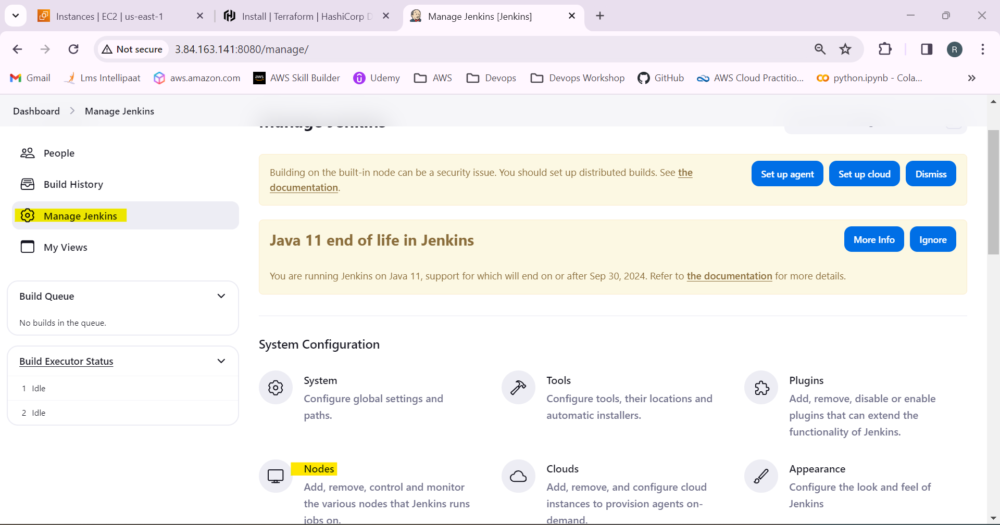 Instances | EC2 | us-east-1
Install | Terraform | HashiCorp D
Manage Jenkins [Jenkins]
Not secure
3.84.163.141:8080/manage/
R
Gmail
Lms Intellipaat
aws.amazon.com
aws
AWS Skill Builder
Udemy
AWS
Devops
Devops Workshop
GitHub
AWS Cloud Practitio...
python.ipynb - Cola...
Dashboard
Manage Jenkins
Manage Jenkins
People
Build History
Manage Jenkins
My Views
Build Queue
No builds in the queue.
Build Executor Status
1 Idle
2 Idle
Building on the built-in node can be a security issue. You should set up distributed builds. See the
documentation.
Set up agent
Set up cloud
Dismiss
Java 11 end of life in Jenkins
More Info
Ignore
You are running Jenkins on Java 11, support for which will end on or after Sep 30, 2024. Refer to the documentation for more details.
System Configuration
System
Configure global settings and
paths.
Tools
Configure tools, their locations and
automatic installers.
Plugins
Add, remove, disable or enable
plugins that can extend the
functionality of Jenkins.
Nodes
Add, remove, control and monitor
the various nodes that Jenkins runs
jobs on.
Clouds
Add, remove, and configure cloud
instances to provision agents on-
demand.
Appearance
Configure the look and feel of
Jenkins